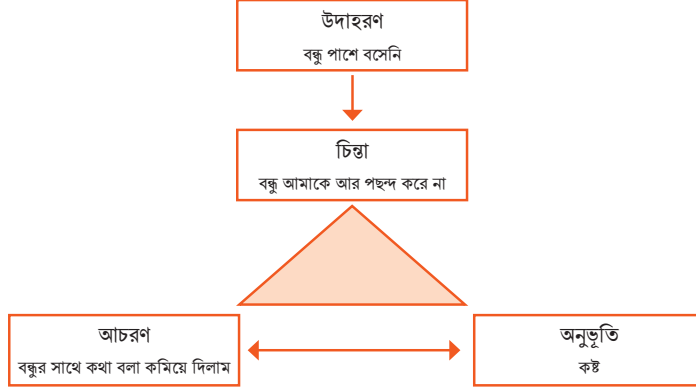 উদাহরণ
বন্ধু পাশে বসেনি
চিন্তা
বন্ধু আমাকে আর পছন্দ করে না
আচরণ
বন্ধুর সাথে কথা বলা কমিয়ে দিলাম
অনুভূতি
কষ্ট